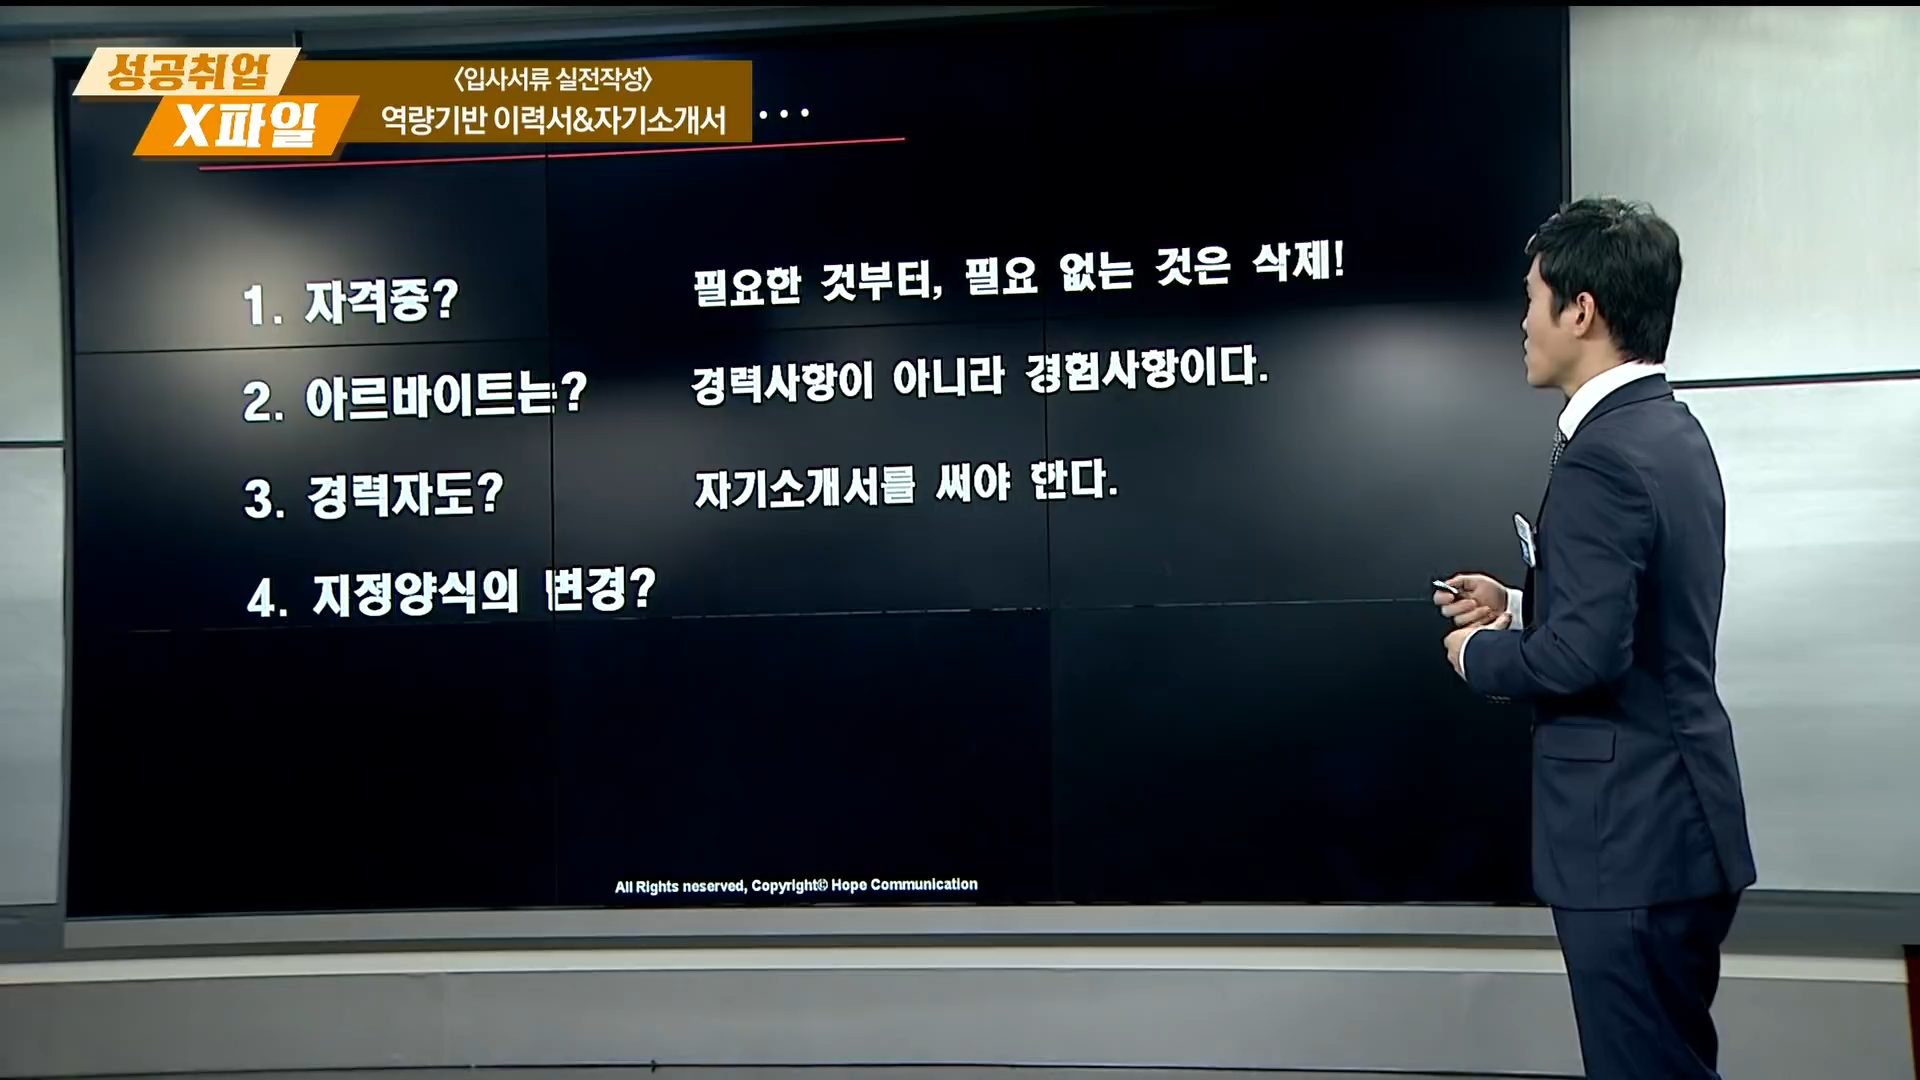 성공취업
X파일
<입사서류 실전작성>
역량기반 이력서&자기소개서
...
1. 자격증? 필요한 것부터, 필요 없는 것은 삭제!
2. 아르바이트는? 경력사항이 아니라 경험사항이다.
3. 경력자도? 자기소개서를 써야 한다.
4. 지정양식의 변경?
All Rights neserved, Copyright© Hope Communication